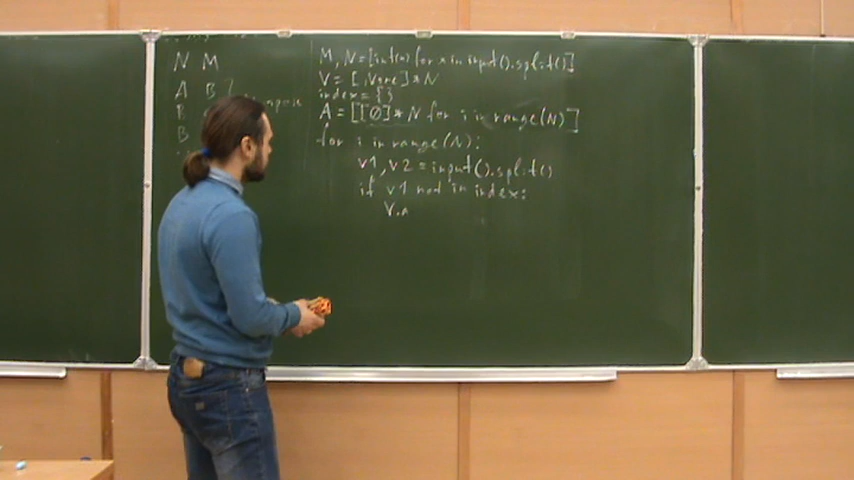 N M
A B
B
B
M, N = [int(x) for x in input().split()]
V = [None] * N
index = {}
A = [[0] * N for i in range(N)]
for i in range(N):
V1, V2 = input().split()
if v1 not in index:
V.a